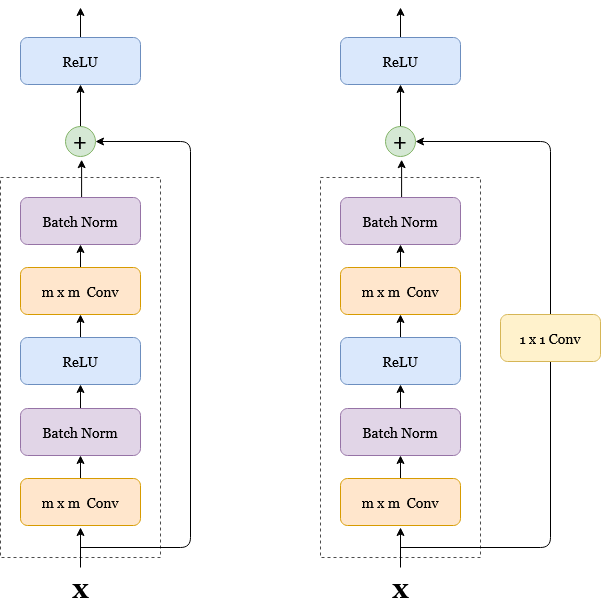 ReLU
+
Batch Norm
m x m Conv
ReLU
Batch Norm
m x m Conv
x
ReLU
+
Batch Norm
m x m Conv
ReLU
Batch Norm
m x m Conv
1 x 1 Conv
x